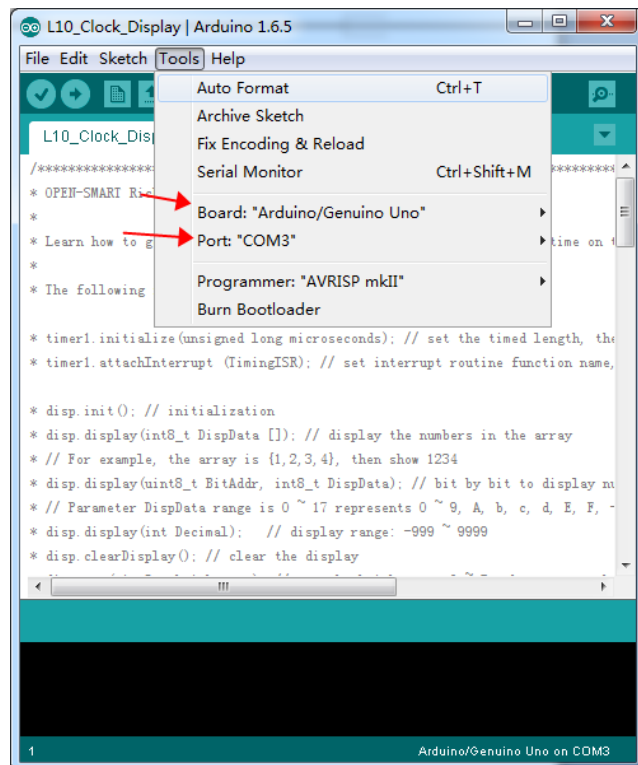 L10_Clock_Display | Arduino 1.6.5
File Edit Sketch Tools Help
Auto Format Ctrl+T
Archive Sketch
Fix Encoding & Reload
Serial Monitor Ctrl+Shift+M
Board: "Arduino/Genuino Uno"
Port: "COM3"
Programmer: "AVRISP mkII"
Burn Bootloader
L10_Clock_Dis
/***************
* OPEN-SMART
*
* Learn how to time on
*
* The following
* timer1.initialize(unsigned long microseconds); // set the timed length, the
* timer1.attachInterrupt (TimingISR); // set interrupt routine function name,
* disp.init(); // initialization
* disp.display(int8_t DispData []); // display the numbers in the array
* // For example, the array is {1,2,3,4}, then show 1234
* disp.display(uint8_t BitAddr, int8_t DispData); // bit by bit to display
* // Parameter DispData range is 0 ~ 17 represents 0 ~ 9, A, b, c, d, E, F, -
* disp.display(int Decimal); // display range: -999 ~ 9999
* disp.clearDisplay(); // clear the display
1 Arduino/Genuino Uno on COM3